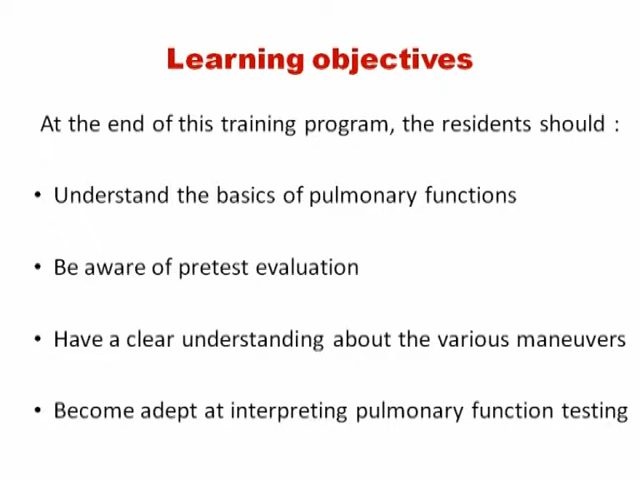 Learning objectives
At the end of this training program, the residents should :
• Understand the basics of pulmonary functions
• Be aware of pretest evaluation
• Have a clear understanding about the various maneuvers
• Become adept at interpreting pulmonary function testing